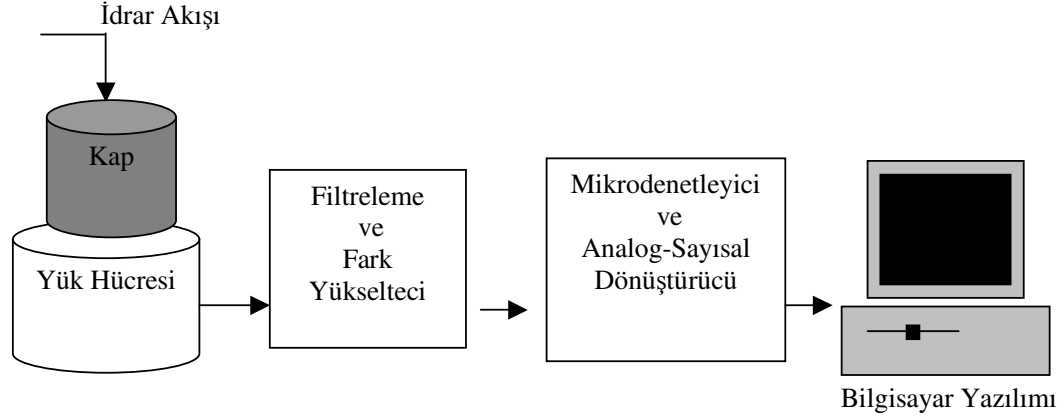 İdrar Akışı
Kap
Yük Hücresi
Filtreleme
ve
Fark
Yükselteci
Mikrodenetleyici
ve
Analog-Sayısal
Dönüştürücü
Bilgisayar Yazılımı